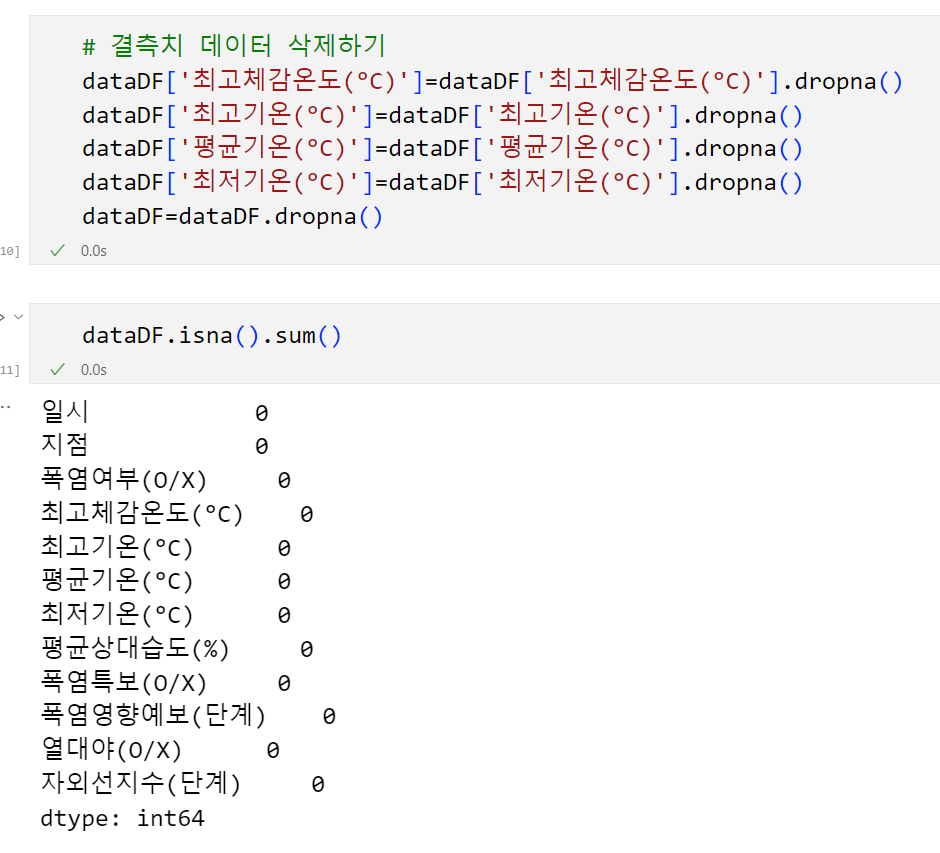 # 결측치 데이터 삭제하기
dataDF['최고체감온도(°C)']=dataDF['최고체감온도(°C)'].dropna()
dataDF['최고기온(°C)']=dataDF['최고기온(°C)'].dropna()
dataDF['평균기온(°C)']=dataDF['평균기온(°C)'].dropna()
dataDF['최저기온(°C)']=dataDF['최저기온(°C)'].dropna()
dataDF=dataDF.dropna()
10] ✓ 0.0s
dataDF.isna().sum()
11] ✓ 0.0s
일시 0
지점 0
폭염여부(O/X) 0
최고체감온도(°C) 0
최고기온(°C) 0
평균기온(°C) 0
최저기온(°C) 0
평균상대습도(%) 0
폭염특보(O/X) 0
폭염영향예보(단계) 0
열대야(O/X) 0
자외선지수(단계) 0
dtype: int64